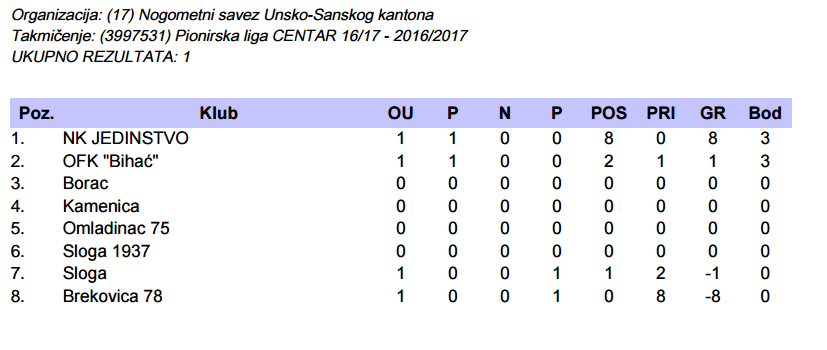 Organizacija: (17) Nogometni savez Unsko-Sanskog kantona
Takmičenje: (3997531) Pionirska liga CENTAR 16/17 - 2016/2017
UKUPNO REZULTATA: 1
Poz. Klub OU P N P POS PRI GR Bod
1. NK JEDINSTVO 1 1 0 0 8 0 8 3
2. OFK "Bihać" 1 1 0 0 2 1 1 3
3. Borac 0 0 0 0 0 0 0 0
4. Kamenica 0 0 0 0 0 0 0 0
5. Omladinac 75 0 0 0 0 0 0 0 0
6. Sloga 1937 0 0 0 0 0 0 0 0
7. Sloga 1 0 0 1 1 2 -1 0
8. Brekovica 78 1 0 0 1 0 8 -8 0